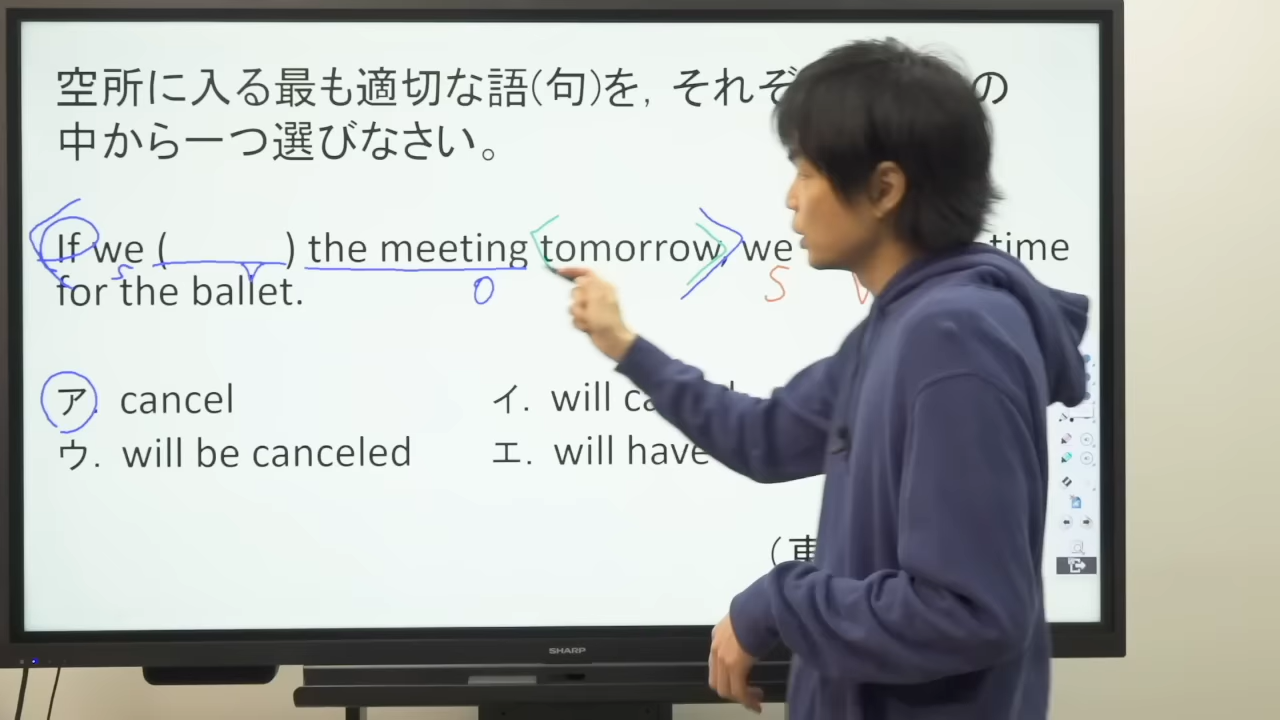 空所に入る最も適切な語(句)を, それぞ の
中から一つ選びなさい。
If we ( ) the meeting tomorrow, we time
S V O S V
for the ballet.
ア. cancel イ. will
ウ. will be canceled エ. will have
(
SHARP